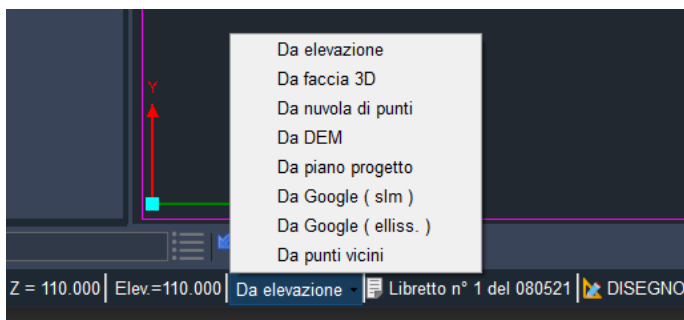 Da elevazione
Da faccia 3D
Y
Da nuvola di punti
Da DEM
Da piano progetto
Da Google ( slm )
Da Google ( elliss. )
Da punti vicini
Z = 110.000 Elev.=110.000 Da elevazione Libretto n° 1 del 080521 DISEGNO